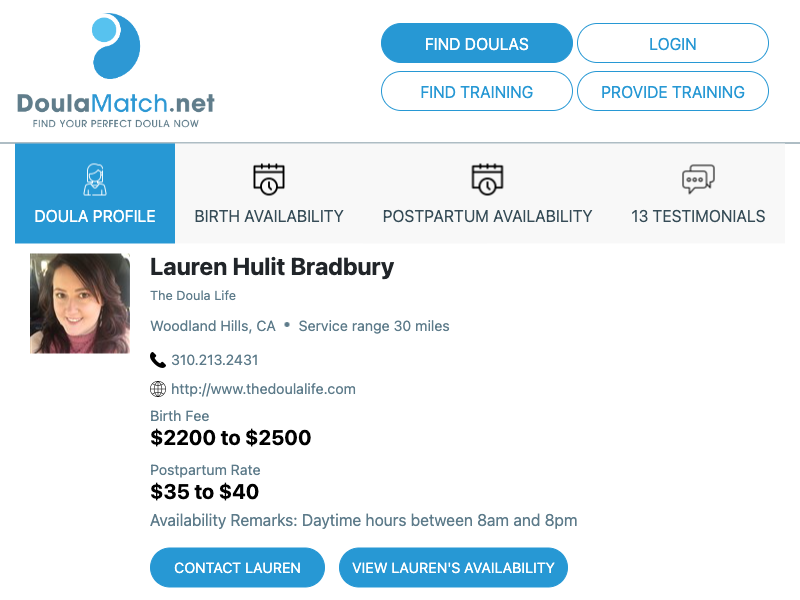 DoulaMatch.net
FIND YOUR PERFECT DOULA NOW
FIND DOULAS
LOGIN
FIND TRAINING
PROVIDE TRAINING
DOULA PROFILE
BIRTH AVAILABILITY
POSTPARTUM AVAILABILITY
13 TESTIMONIALS
Lauren Hulit Bradbury
The Doula Life
Woodland Hills, CA • Service range 30 miles
310.213.2431
http://www.thedoulalife.com
Birth Fee
$2200 to $2500
Postpartum Rate
$35 to $40
Availability Remarks: Daytime hours between 8am and 8pm
CONTACT LAUREN
VIEW LAUREN'S AVAILABILITY